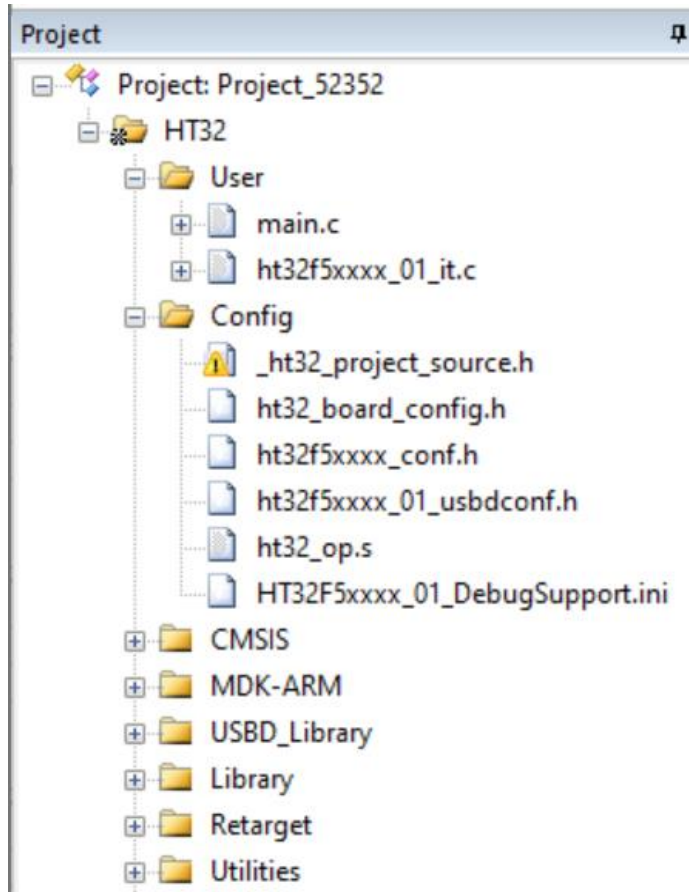 Project
Project: Project_52352
HT32
User
main.c
ht32f5xxxx_01_it.c
Config
_ht32_project_source.h
ht32_board_config.h
ht32f5xxxx_conf.h
ht32f5xxxx_01_usbdconf.h
ht32_op.s
HT32F5xxxx_01_DebugSupport.ini
CMSIS
MDK-ARM
USBD_Library
Library
Retarget
Utilities